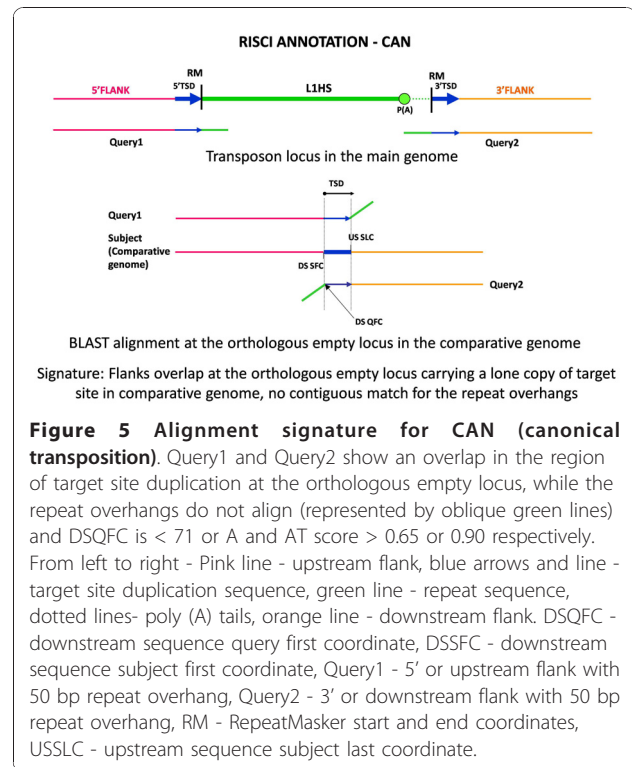 RISCI ANNOTATION - CAN
RM
RM
5'FLANK
5'TSD
L1HS
3'TSD
3'FLANK
P(A)
Query1
Query2
Transposon locus in the main genome
TSD
Query1
US SLC
Subject
(Comparative
genome)
DS SFC
Query2
DS QFC
BLAST alignment at the orthologous empty locus in the comparative genome
Signature: Flanks overlap at the orthologous empty locus carrying a lone copy of target
site in comparative genome, no contiguous match for the repeat overhangs
Figure 5 Alignment signature for CAN (canonical
transposition). Query1 and Query2 show an overlap in the region
of target site duplication at the orthologous empty locus, while the
repeat overhangs do not align (represented by oblique green lines)
and DSQFC is < 71 or A and AT score > 0.65 or 0.90 respectively.
From left to right - Pink line - upstream flank, blue arrows and line -
target site duplication sequence, green line - repeat sequence,
dotted lines- poly (A) tails, orange line - downstream flank. DSQFC -
downstream sequence query first coordinate, DSSFC - downstream
sequence subject first coordinate, Query1 - 5' or upstream flank with
50 bp repeat overhang, Query2 - 3' or downstream flank with 50 bp
repeat overhang, RM - RepeatMasker start and end coordinates,
USSLC - upstream sequence subject last coordinate.